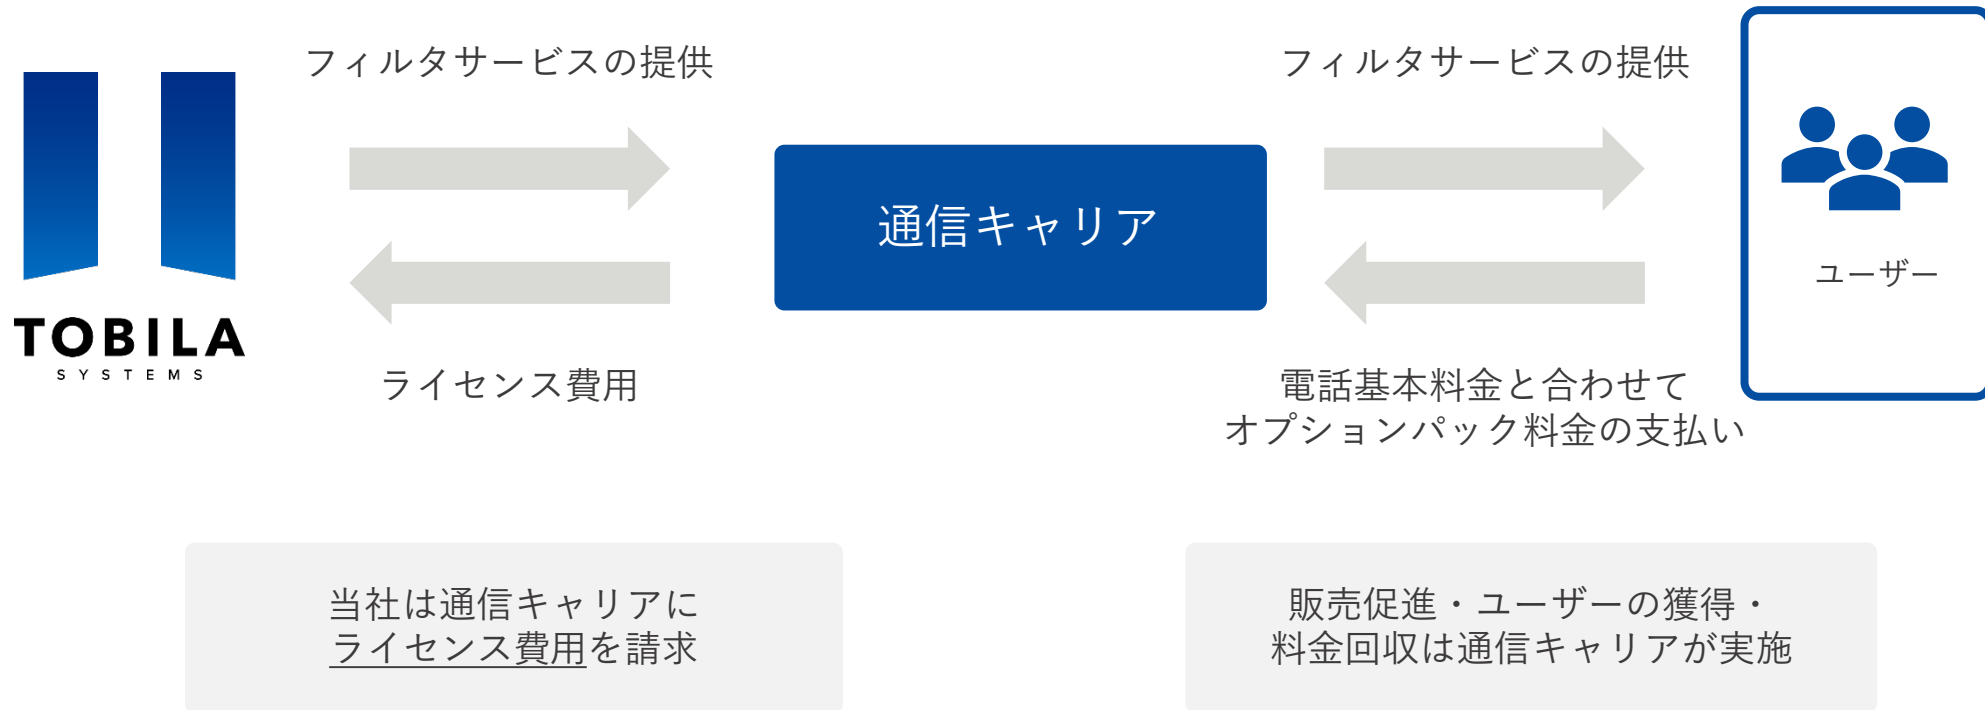 フィルタサービスの提供
フィルタサービスの提供
通信キャリア
ユーザー
TOBILA
SYSTEMS
ライセンス費用
電話基本料金と合わせて
オプションパック料金の支払い
当社は通信キャリアに
ライセンス費用を請求
販売促進・ユーザーの獲得・
料金回収は通信キャリアが実施